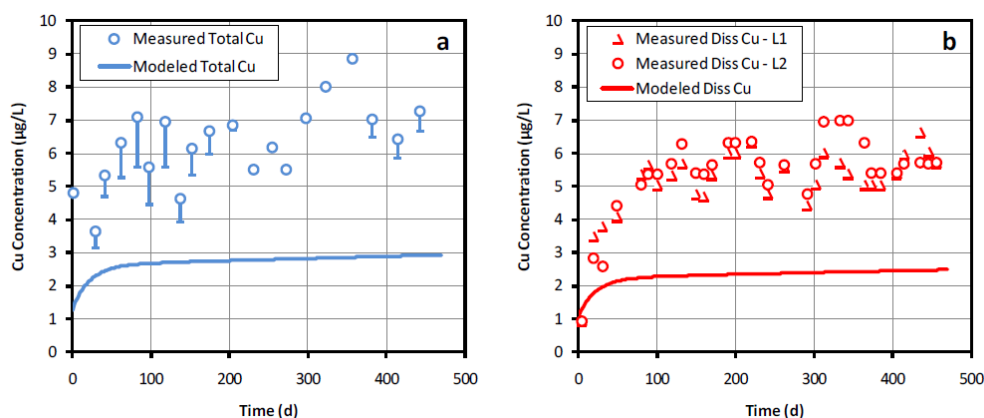 Measured Total Cu
Modeled Total Cu
a
10
9
8
7
6
5
4
3
2
1
0
Cu Concentration (µg/L)
0 100 200 300 400 500
Time (d)
Measured Diss Cu - L1
Measured Diss Cu - L2
Modeled Diss Cu
b
10
9
8
7
6
5
4
3
2
1
0
Cu Concentration (µg/L)
0 100 200 300 400 500
Time (d)